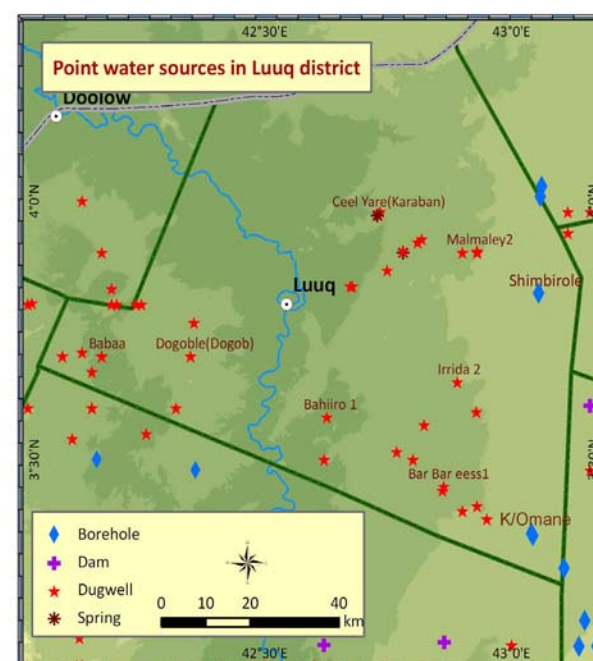 42°30'E
43°0'E
Point water sources in Luuq district
Doolow
4°0'N
Ceel Yare(Karaban)
Malmaley2
Shimbirole
Luuq
Babaa
Dogoble(Dogob)
Irrida 2
Bahiiro 1
3°30'N
Bar Bar eess1
K/Omane
Borehole
Dam
Dugwell
Spring
0 10 20 40
km
42°30'E
43°0'E